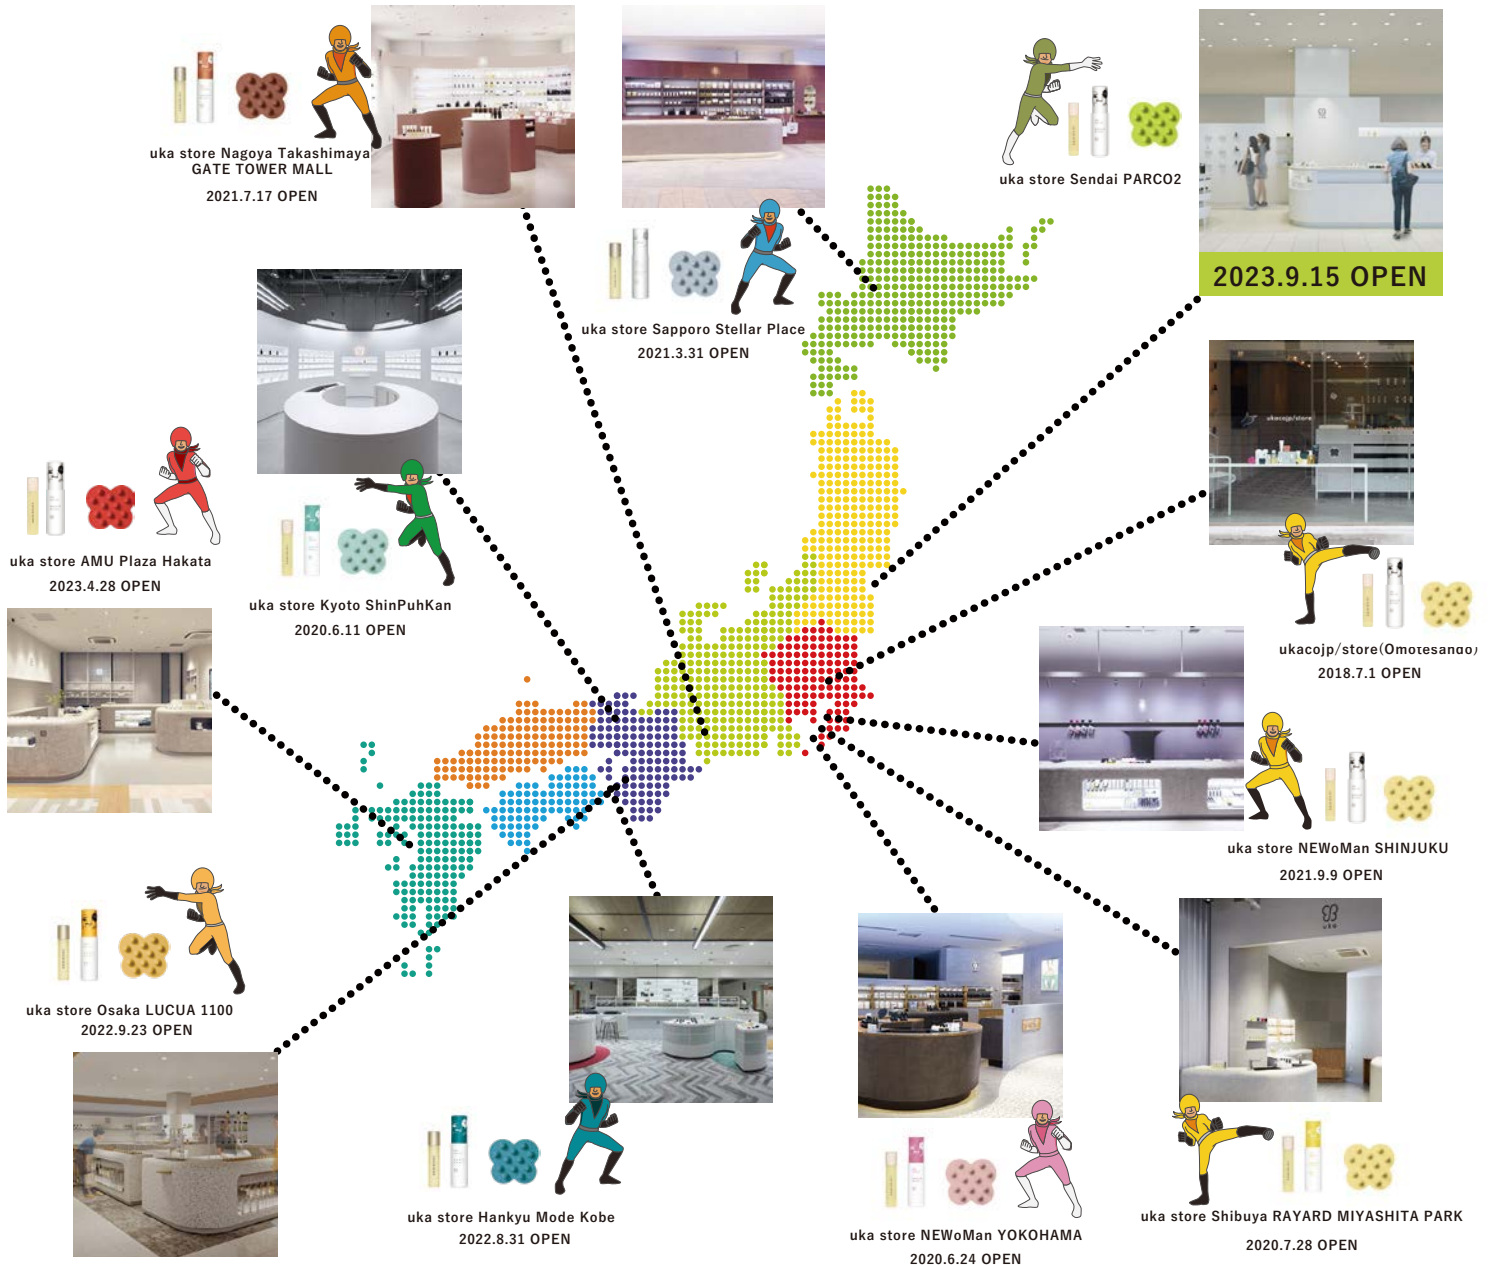 uka store Nagoya Takashimaya
GATE TOWER MALL
2021.7.17 OPEN
uka store Sapporo Stellar Place
2021.3.31 OPEN
uka store Sendai PARCO2
2023.9.15 OPEN
ukacojp/store
ukacojp/store(Omotesando)
2018.7.1 OPEN
uka store AMU Plaza Hakata
2023.4.28 OPEN
uka store Kyoto ShinPuhKan
2020.6.11 OPEN
uka store NEWoMan SHINJUKU
2021.9.9 OPEN
uka store Osaka LUCUA 1100
2022.9.23 OPEN
uka
uka store Hankyu Mode Kobe
2022.8.31 OPEN
uka store NEWoMan YOKOHAMA
2020.6.24 OPEN
uka store Shibuya RAYARD MIYASHITA PARK
2020.7.28 OPEN